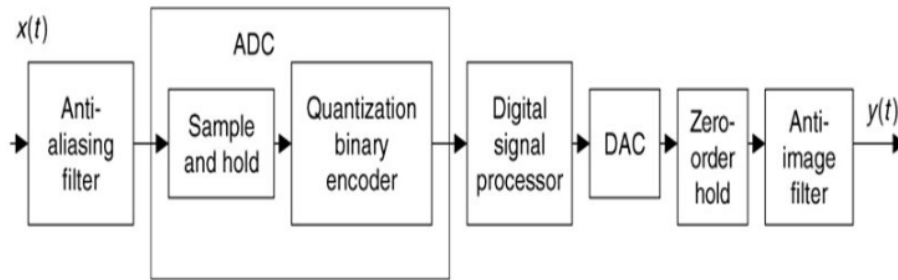 x(t)
ADC
Anti-
aliasing
filter
Sample
and hold
Quantization
binary
encoder
Digital
signal
processor
DAC
Zero-
order
hold
Anti-
image
filter
y(t)